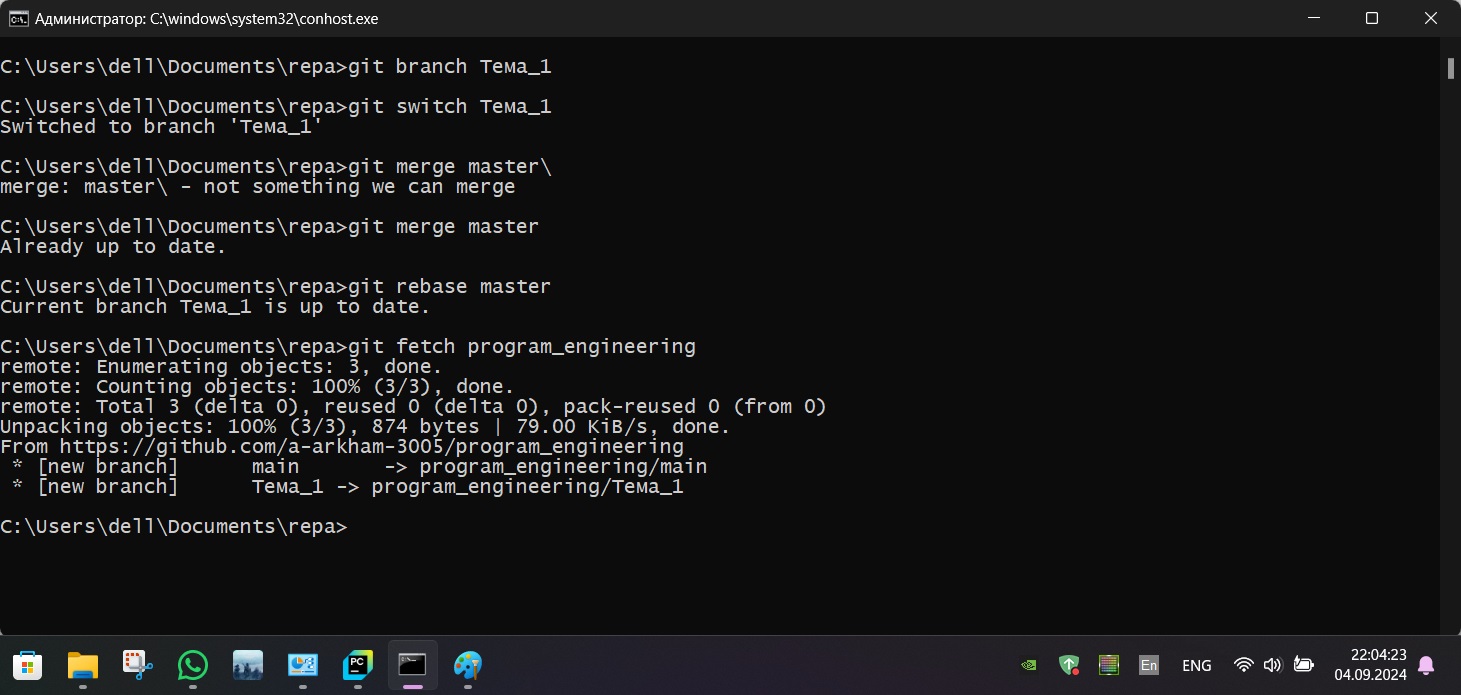 Администратор: C:\windows\system32\conhost.exe
C:\Users\dell\Documents\repa>git branch Тема_1
C:\Users\dell\Documents\repa>git switch Тема_1
Switched to branch 'Тема_1'
C:\Users\dell\Documents\repa>git merge master\
merge: master\ - not something we can merge
C:\Users\dell\Documents\repa>git merge master
Already up to date.
C:\Users\dell\Documents\repa>git rebase master
Current branch Тема_1 is up to date.
C:\Users\dell\Documents\repa>git fetch program_engineering
remote: Enumerating objects: 3, done.
remote: Counting objects: 100% (3/3), done.
remote: Total 3 (delta 0), reused 0 (delta 0), pack-reused 0 (from 0)
Unpacking objects: 100% (3/3), 874 bytes | 79.00 KiB/s, done.
From https://github.com/a-arkham-3005/program_engineering
 * [new branch]      main       -> program_engineering/main
 * [new branch]      Тема_1 -> program_engineering/Тема_1
C:\Users\dell\Documents\repa>
PC
En
ENG
22:04:23
04.09.2024